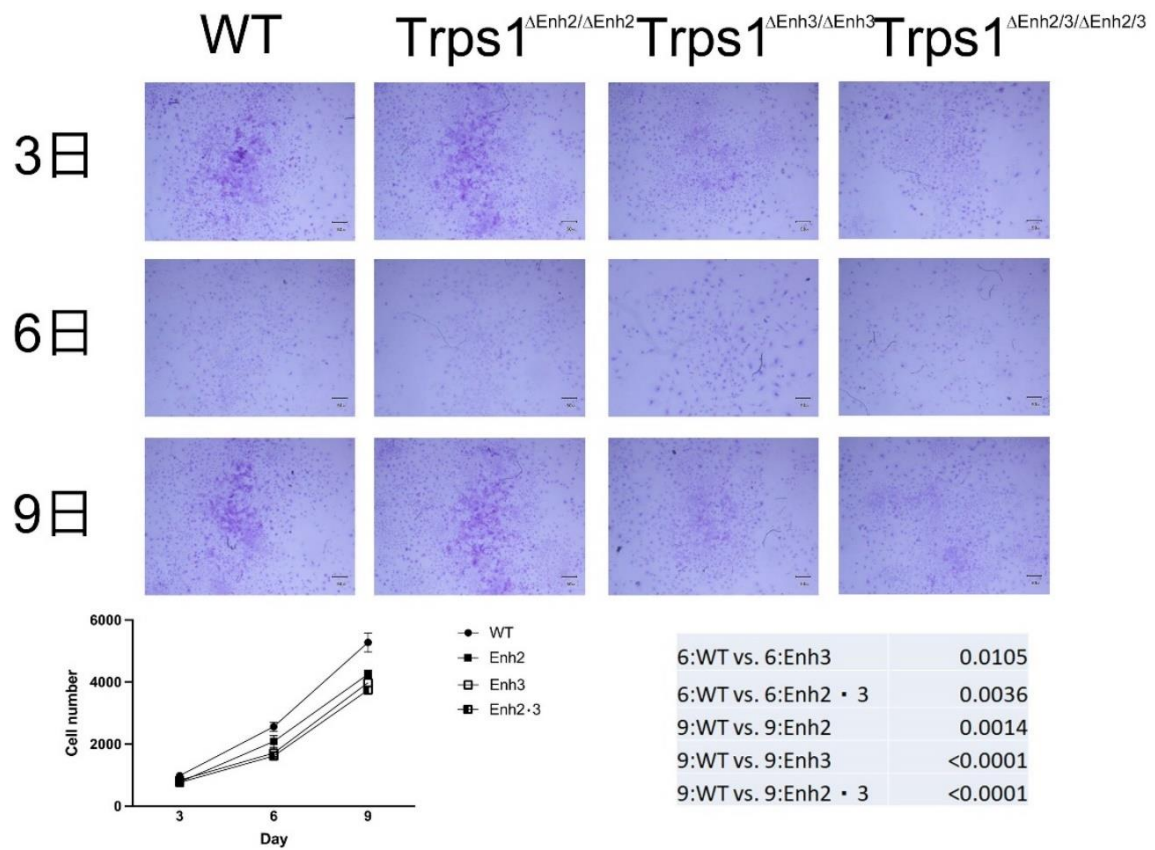 WT Trps1ΔEnh2/ΔEnh2 Trps1ΔEnh3/ΔEnh3 Trps1ΔEnh2/3/ΔEnh2/3
3日
6日
9日
6000
4000
2000
0
Cell number
3 6 9
Day
WT
Enh2
Enh3
Enh2·3
6:WT vs. 6:Enh3 0.0105
6:WT vs. 6:Enh2・3 0.0036
9:WT vs. 9:Enh2 0.0014
9:WT vs. 9:Enh3 <0.0001
9:WT vs. 9:Enh2・3 <0.0001